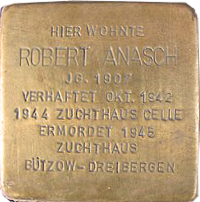 HIER WOHNTE
ROBERT ANASCH
JG. 1907
VERHAFTET OKT. 1942
1944 ZUCHTHAUS CELLE
ERMORDET 1945
ZUCHTHAUS
BÜTZOW-DREIBERGEN